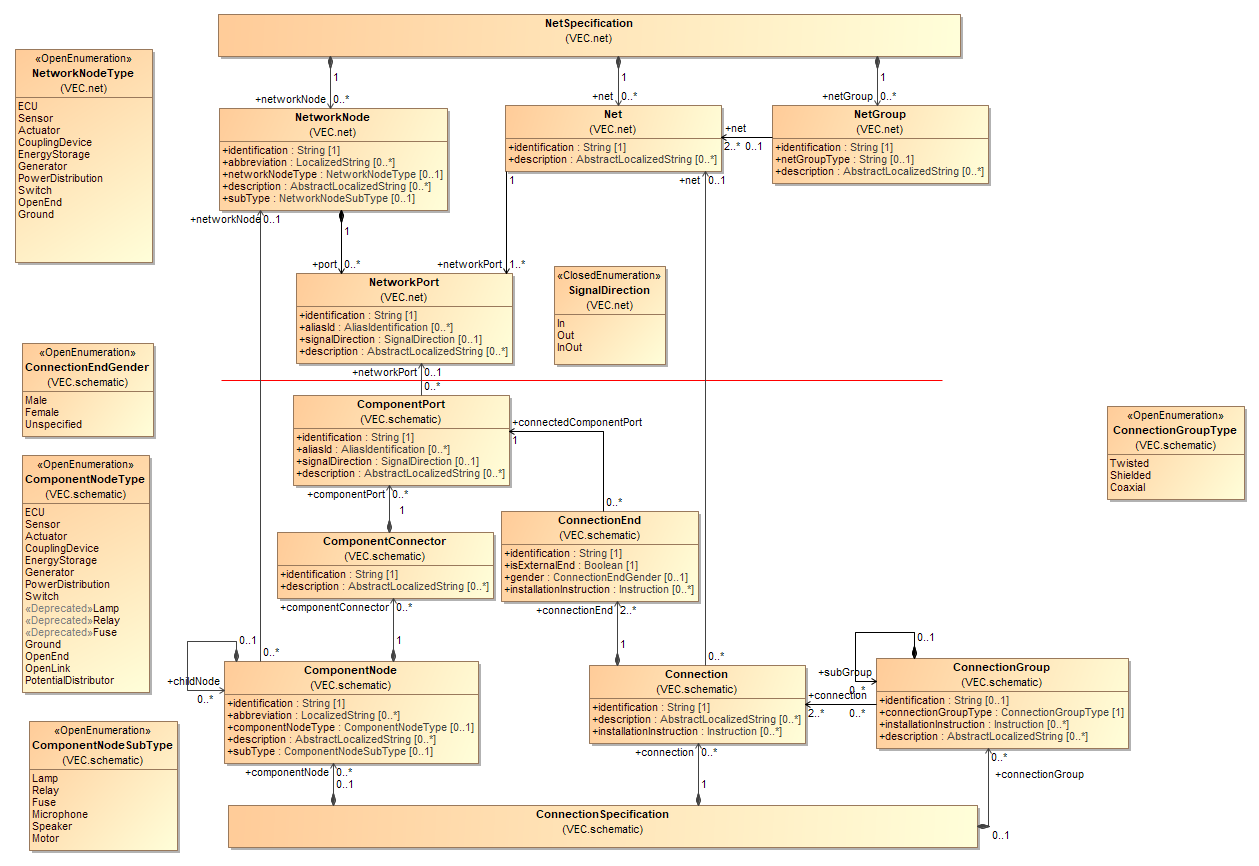 NetSpecification
(VEC.net)
«OpenEnumeration»
NetworkNodeType
(VEC.net)
ECU
Sensor
Actuator
CouplingDevice
EnergyStorage
Generator
PowerDistribution
Switch
OpenEnd
Ground
1
+networkNode 0..*
1
+net 0..*
1
+netGroup 0..*
NetworkNode
(VEC.net)
+identification : String [1]
+abbreviation : LocalizedString [0..*]
+networkNodeType : NetworkNodeType [0..1]
+description : AbstractLocalizedString [0..*]
+subType : NetworkNodeSubType [0..1]
Net
(VEC.net)
+identification : String [1]
+description : AbstractLocalizedString [0..*]
+net
2..* 0..1
NetGroup
(VEC.net)
+identification : String [1]
+netGroupType : String [0..1]
+description : AbstractLocalizedString [0..*]
+networkNode 0..1
1
1
+net 0..1
+port 0..*
+networkPort 1..*
NetworkPort
(VEC.net)
+identification : String [1]
+aliasId : AliasIdentification [0..*]
+signalDirection : SignalDirection [0..1]
+description : AbstractLocalizedString [0..*]
«ClosedEnumeration»
SignalDirection
(VEC.net)
In
Out
InOut
+networkPort 0..1
0..*
«OpenEnumeration»
ConnectionEndGender
(VEC.schematic)
Male
Female
Unspecified
ComponentPort
(VEC.schematic)
+identification : String [1]
+aliasId : AliasIdentification [0..*]
+signalDirection : SignalDirection [0..1]
+description : AbstractLocalizedString [0..*]
+connectedComponentPort
1
0..*
«OpenEnumeration»
ConnectionGroupType
(VEC.schematic)
Twisted
Shielded
Coaxial
«OpenEnumeration»
ComponentNodeType
(VEC.schematic)
ECU
Sensor
Actuator
CouplingDevice
EnergyStorage
Generator
PowerDistribution
Switch
«Deprecated»Lamp
«Deprecated»Relay
«Deprecated»Fuse
Ground
OpenEnd
OpenLink
PotentialDistributor
+componentPort 0..*
1
ComponentConnector
(VEC.schematic)
+identification : String [1]
+description : AbstractLocalizedString [0..*]
ConnectionEnd
(VEC.schematic)
+identification : String [1]
+isExternalEnd : Boolean [1]
+gender : ConnectionEndGender [0..1]
+installationInstruction : Instruction [0..*]
+componentConnector 0..*
1
+connectionEnd 2..*
1
0..1
0..*
+childNode
0..*
0..*
0..1
+subGroup
0..*
+connection
2..* 0..*
ComponentNode
(VEC.schematic)
+identification : String [1]
+abbreviation : LocalizedString [0..*]
+componentNodeType : ComponentNodeType [0..1]
+description : AbstractLocalizedString [0..*]
+subType : ComponentNodeSubType [0..1]
Connection
(VEC.schematic)
+identification : String [1]
+description : AbstractLocalizedString [0..*]
+installationInstruction : Instruction [0..*]
ConnectionGroup
(VEC.schematic)
+identification : String [0..1]
+connectionGroupType : ConnectionGroupType [1]
+installationInstruction : Instruction [0..*]
+description : AbstractLocalizedString [0..*]
«OpenEnumeration»
ComponentNodeSubType
(VEC.schematic)
Lamp
Relay
Fuse
Microphone
Speaker
Motor
+componentNode 0..*
0..1
+connection 0..*
1
0..*
+connectionGroup
0..1
ConnectionSpecification
(VEC.schematic)